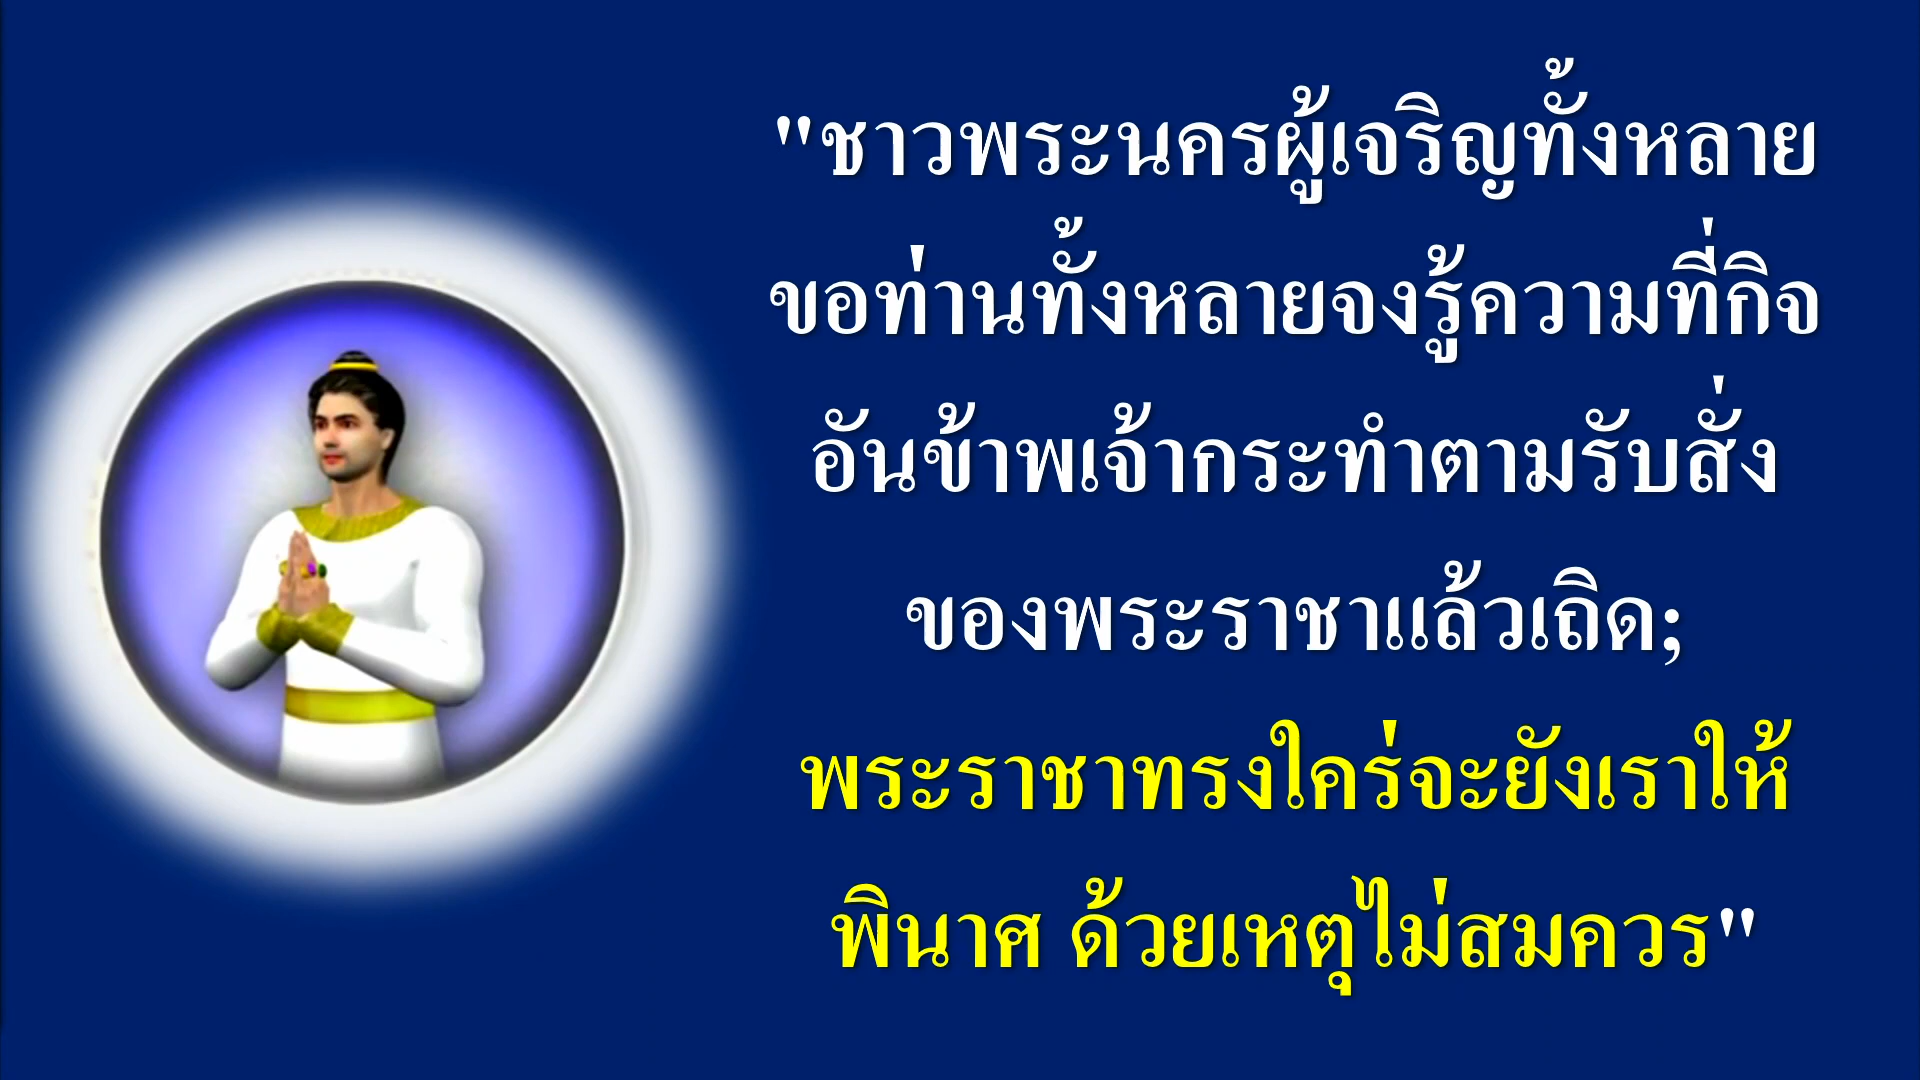 "ชาวพระนครผู้เจริญทั้งหลาย
ขอท่านทั้งหลายจงรู้ความที่กิจ
อันข้าพเจ้ากระทำตามรับสั่ง
ของพระราชาแล้วเถิด;
พระราชาทรงใคร่จะยังเราให้
พินาศ ด้วยเหตุไม่สมควร"